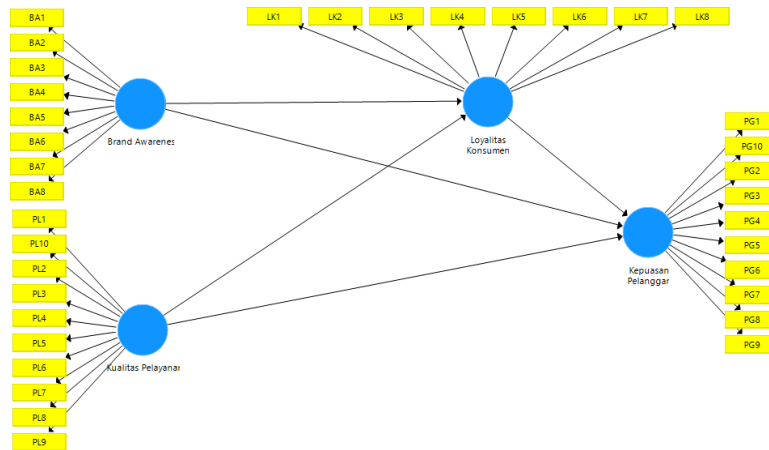 BA1
BA2
BA3
BA4
BA5
BA6
BA7
BA8
Brand Awarenes
LK1
LK2
LK3
LK4
LK5
LK6
LK7
LK8
Loyalitas
Konsumen
PL1
PL10
PL2
PL3
PL4
PL5
PL6
PL7
PL8
PL9
Kualitas Pelayanan
Kepuasan
Pelanggan
PG1
PG10
PG2
PG3
PG4
PG5
PG6
PG7
PG8
PG9